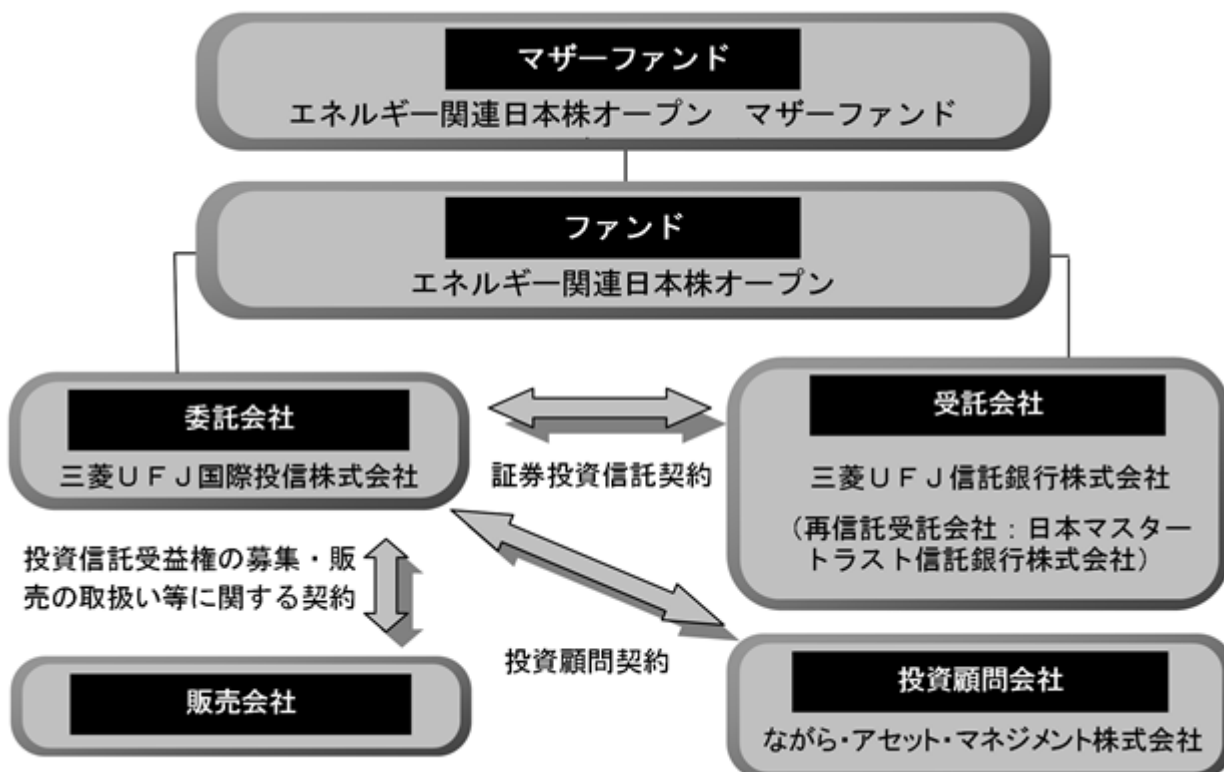 マザーファンド
エネルギー関連日本株オープン　マザーファンド
ファンド
エネルギー関連日本株オープン
委託会社
三菱ＵＦＪ国際投信株式会社
証券投資信託契約
受託会社
三菱ＵＦＪ信託銀行株式会社
（再信託受託会社：日本マスター
トラスト信託銀行株式会社）
投資信託受益権の募集・販
売の取扱い等に関する契約
投資顧問契約
販売会社
投資顧問会社
ながら・アセット・マネジメント株式会社